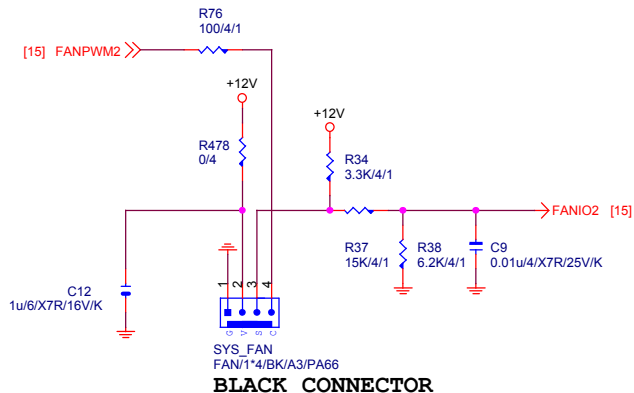 R76
100/4/1
[15] FANPWM2
+12V
+12V
R478
0/4
R34
3.3K/4/1
FANIO2 [15]
R37
15K/4/1
R38
6.2K/4/1
C9
0.01u/4/X7R/25V/K
C12
1u/6/X7R/16V/K
1 2 3 4
G V S C
SYS_FAN
FAN/1*4/BK/A3/PA66
BLACK CONNECTOR